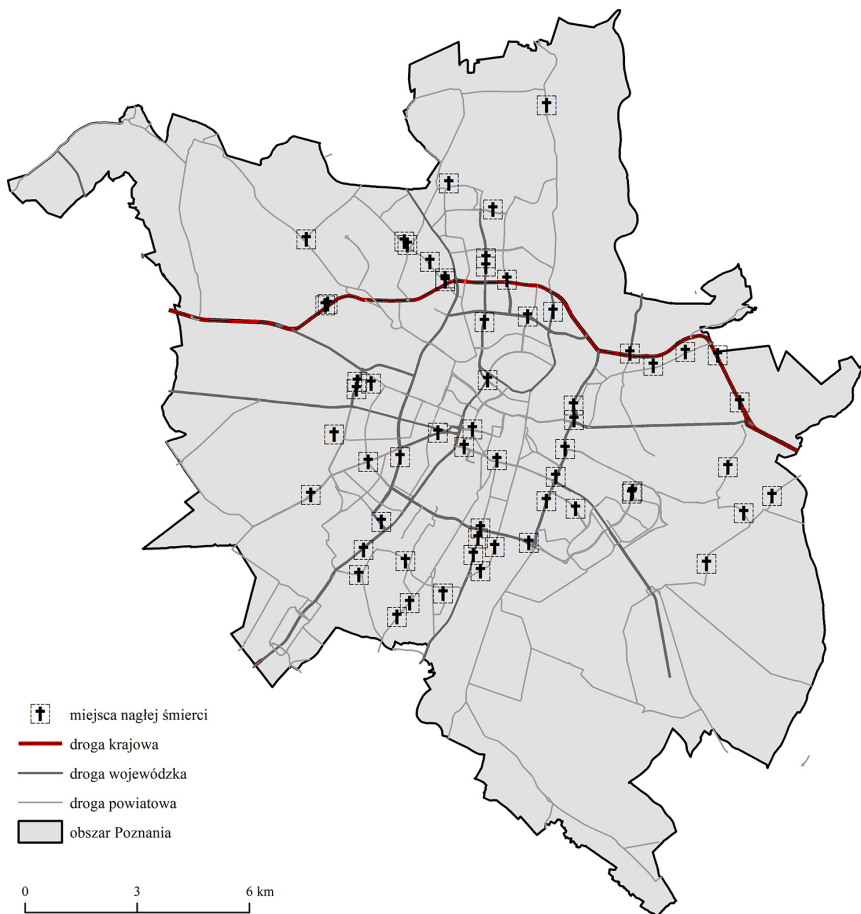 miejsca nagłej śmierci
droga krajowa
droga wojewódzka
droga powiatowa
obszar Poznania
0 3 6 km